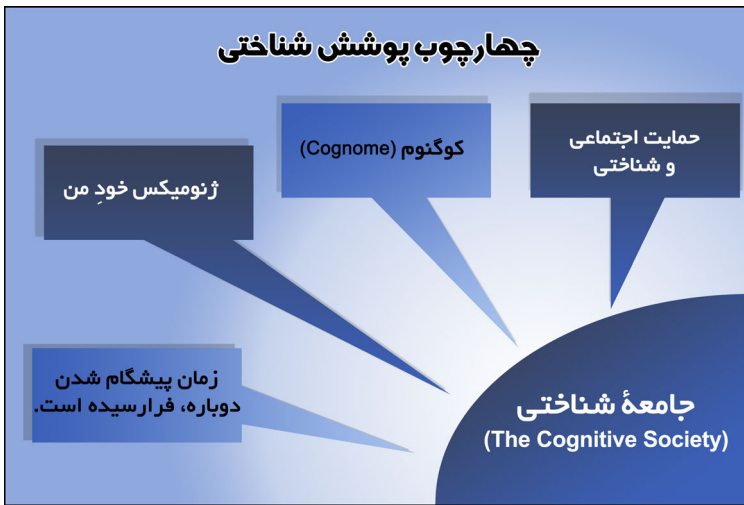 چهارچوب پوشش شناختی
حمایت اجتماعی
و شناختی
کوگنوم (Cognome)
ژنومیکس خودِ من
زمان پیشگام شدن
دوباره، فرارسیده است.
جامعهٔ شناختی
(The Cognitive Society)